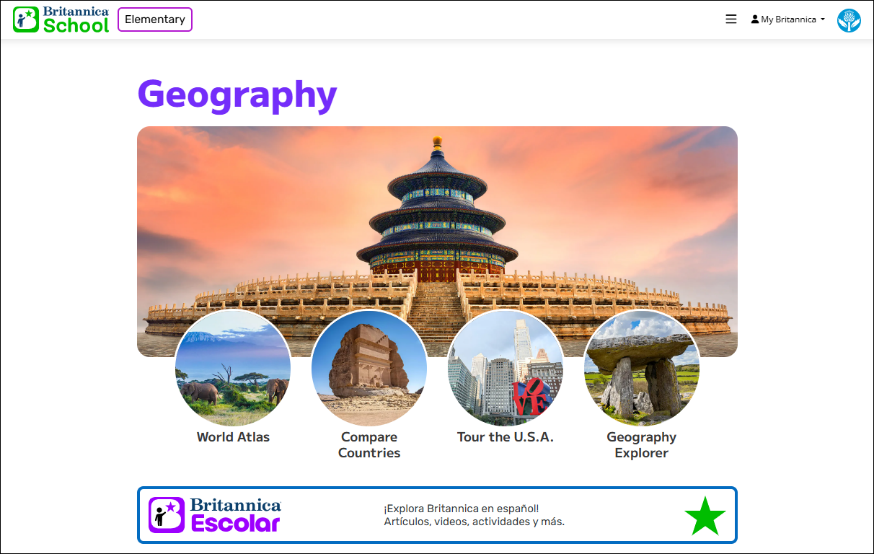 Britannica
School
Elementary
My Britannica
Geography
LOVE
World Atlas
Compare
Countries
Tour the U.S.A.
Geography
Explorer
Britannica
Escolar
¡Explora Britannica en español!
Artículos, videos, actividades y más.